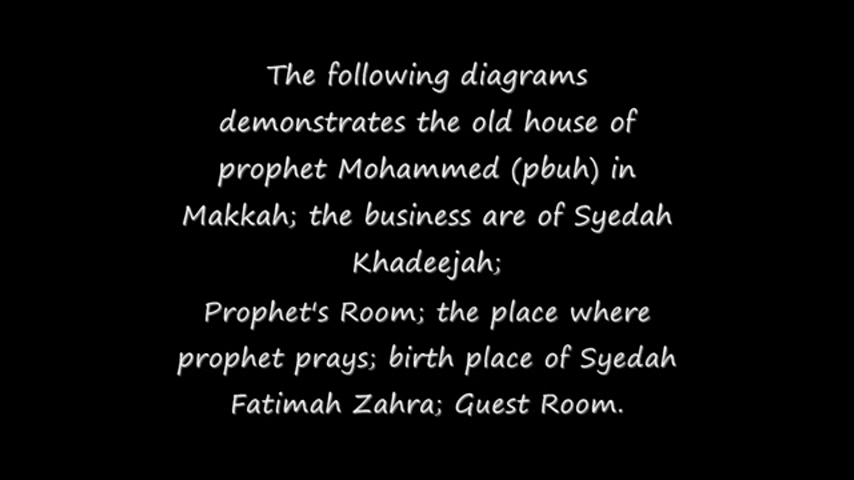 The following diagrams
demonstrates the old house of
prophet Mohammed (pbuh) in
Makkah; the business are of Syedah
Khadeejah;
Prophet's Room; the place where
prophet prays; birth place of Syedah
Fatimah Zahra; Guest Room.